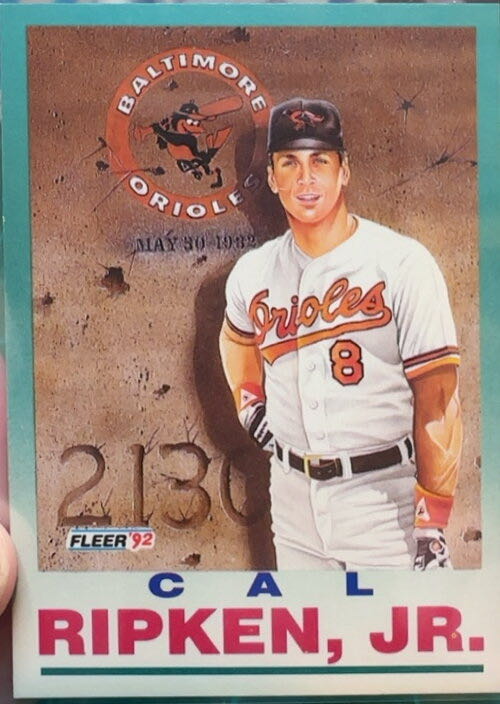 BALTIMORE
ORIOLES
MAY 30 1982
Orioles
8
2130
FLEER '92
CAL
RIPKEN, JR.